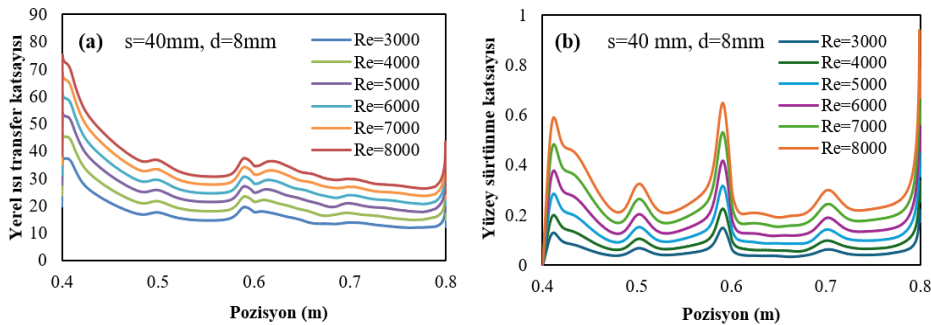 Yerel ısı transfer katsayısı
90
80
70
60
50
40
30
20
10
0
(a) s=40mm, d=8mm
Re=3000
Re=4000
Re=5000
Re=6000
Re=7000
Re=8000
0.4 0.5 0.6 0.7 0.8
Pozisyon (m)
Yüzey sürtünme katsayısı
1
0.8
0.6
0.4
0.2
0
(b) s=40 mm, d=8mm
Re=3000
Re=4000
Re=5000
Re=6000
Re=7000
Re=8000
0.4 0.5 0.6 0.7 0.8
Pozisyon (m)